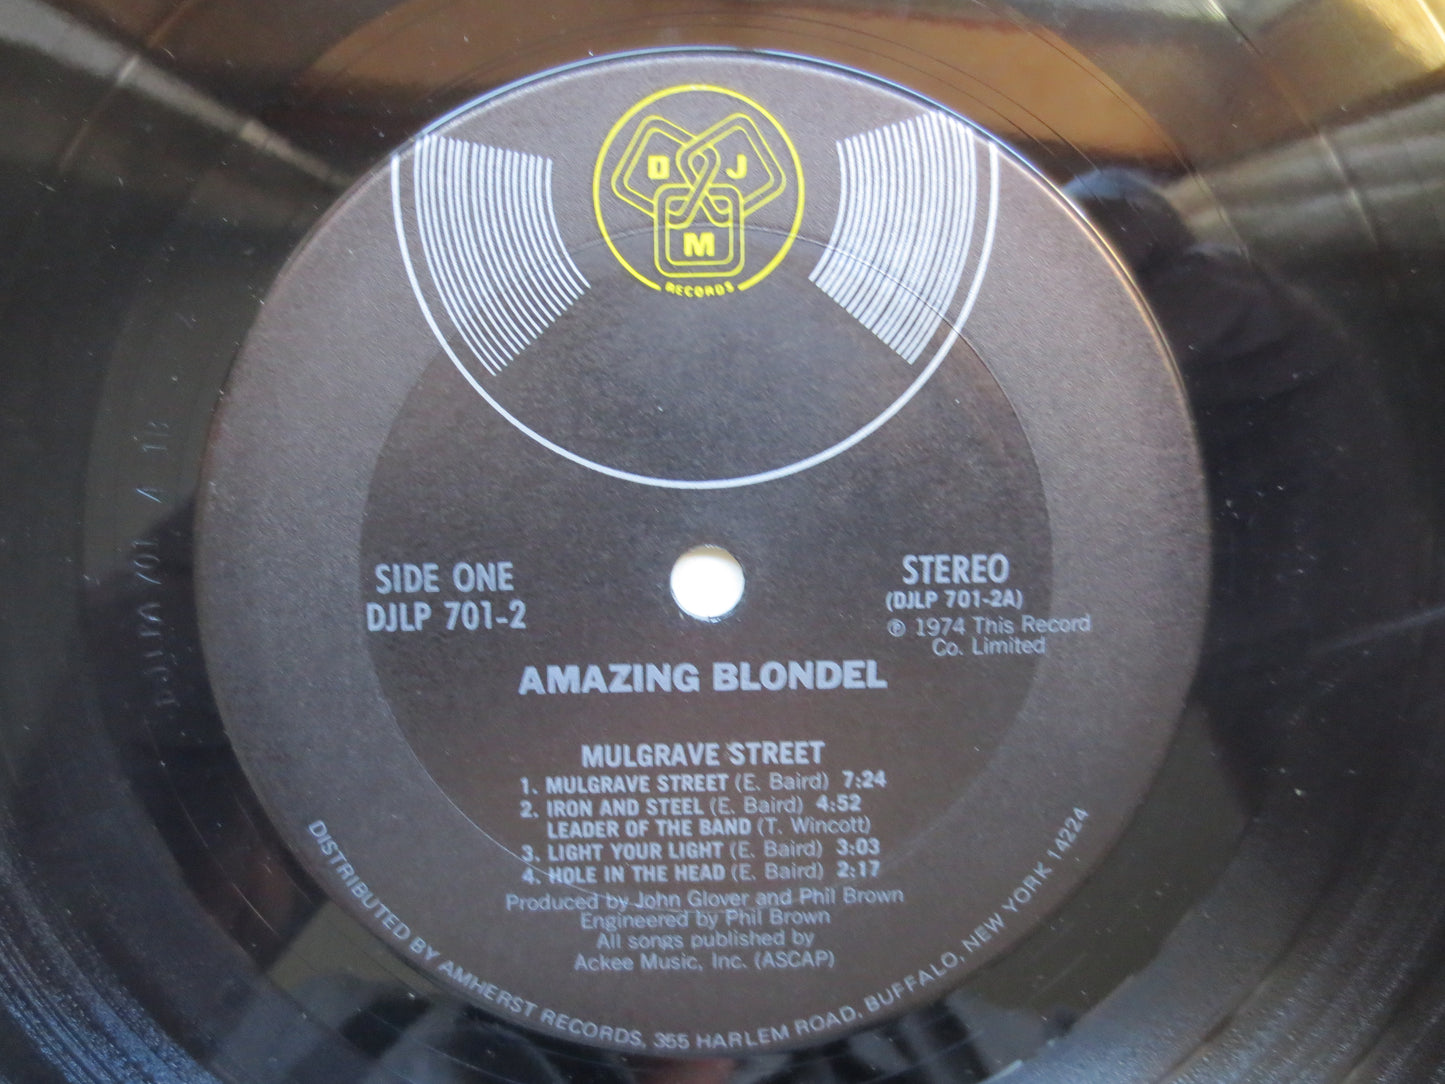 D J
M
RECORDS
SIDE ONE
DJLP 701-2
STEREO
(DJLP 701-2A)
℗ 1974 This Record
Co. Limited
AMAZING BLONDEL
MULGRAVE STREET
1. MULGRAVE STREET (E. Baird) 7:24
2. IRON AND STEEL (E. Baird) 4:52
LEADER OF THE BAND (T. Wincott)
3. LIGHT YOUR LIGHT (E. Baird) 3:03
4. HOLE IN THE HEAD (E. Baird) 2:17
Produced by John Glover and Phil Brown
Engineered by Phil Brown
All songs published by
Ackee Music, Inc. (ASCAP)
DISTRIBUTED BY AMHERST RECORDS, 355 HARLEM ROAD, BUFFALO, NEW YORK 14224
701 A 1B